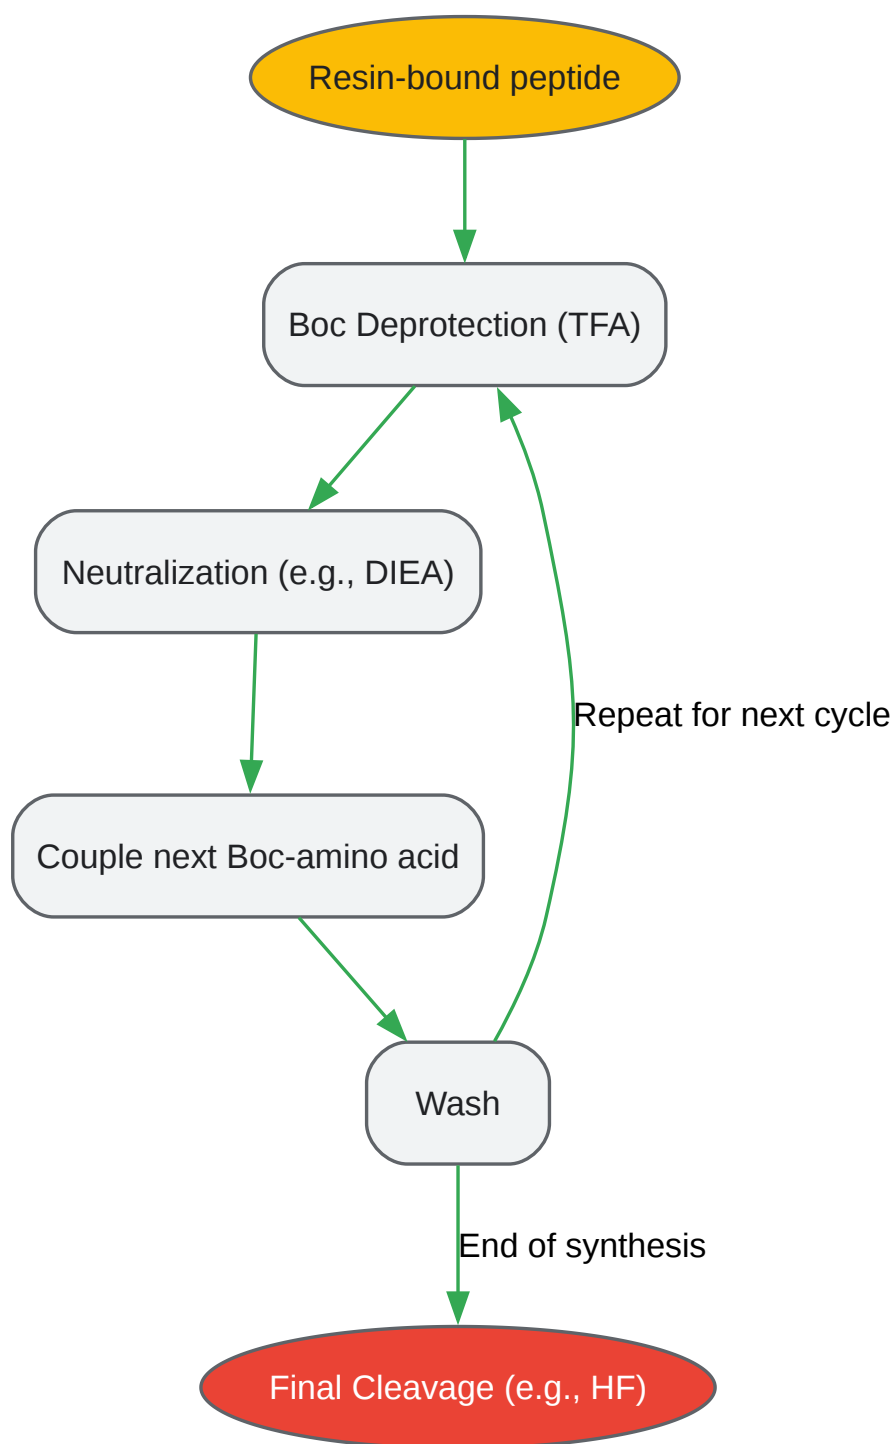 Resin-bound peptide
Boc Deprotection (TFA)
Neutralization (e.g., DIEA)
Repeat for next cycle
Couple next Boc-amino acid
Wash
End of synthesis
Final Cleavage (e.g., HF)